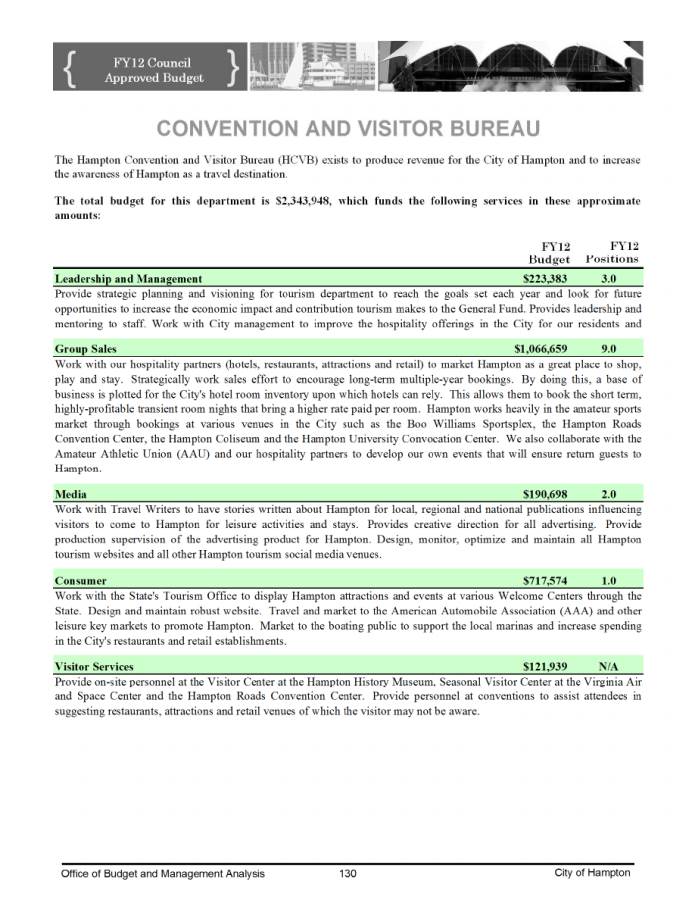 FY12 Council
Approved Budget
CONVENTION AND VISITOR BUREAU
The Hampton Convention and Visitor Bureau (HCVB) exists to produce revenue for the City of Hampton and to increase
the awareness of Hampton as a travel destination.
The total budget for this department is $2,343,948, which funds the following services in these approximate
amounts:
FY12 FY12
Budget Positions
Leadership and Management $223,383 3.0
Provide strategic planning and visioning for tourism department to reach the goals set each year and look for future
opportunities to increase the economic impact and contribution tourism makes to the General Fund. Provides leadership and
mentoring to staff. Work with City management to improve the hospitality offerings in the City for our residents and
Group Sales $1,066,659 9.0
Work with our hospitality partners (hotels, restaurants, attractions and retail) to market Hampton as a great place to shop,
play and stay. Strategically work sales effort to encourage long-term multiple-year bookings. By doing this, a base of
business is plotted for the City's hotel room inventory upon which hotels can rely. This allows them to book the short term,
highly-profitable transient room nights that bring a higher rate paid per room. Hampton works heavily in the amateur sports
market through bookings at various venues in the City such as the Boo Williams Sportsplex, the Hampton Roads
Convention Center, the Hampton Coliseum and the Hampton University Convocation Center. We also collaborate with the
Amateur Athletic Union (AAU) and our hospitality partners to develop our own events that will ensure return guests to
Hampton.
Media $190,698 2.0
Work with Travel Writers to have stories written about Hampton for local, regional and national publications influencing
visitors to come to Hampton for leisure activities and stays. Provides creative direction for all advertising. Provide
production supervision of the advertising product for Hampton. Design, monitor, optimize and maintain all Hampton
tourism websites and all other Hampton tourism social media venues.
Consumer $717,574 1.0
Work with the State's Tourism Office to display Hampton attractions and events at various Welcome Centers through the
State. Design and maintain robust website. Travel and market to the American Automobile Association (AAA) and other
leisure key markets to promote Hampton. Market to the boating public to support the local marinas and increase spending
in the City's restaurants and retail establishments.
Visitor Services $121,939 N/A
Provide on-site personnel at the Visitor Center at the Hampton History Museum, Seasonal Visitor Center at the Virginia Air
and Space Center and the Hampton Roads Convention Center. Provide personnel at conventions to assist attendees in
suggesting restaurants, attractions and retail venues of which the visitor may not be aware.
Office of Budget and Management Analysis 130 City of Hampton